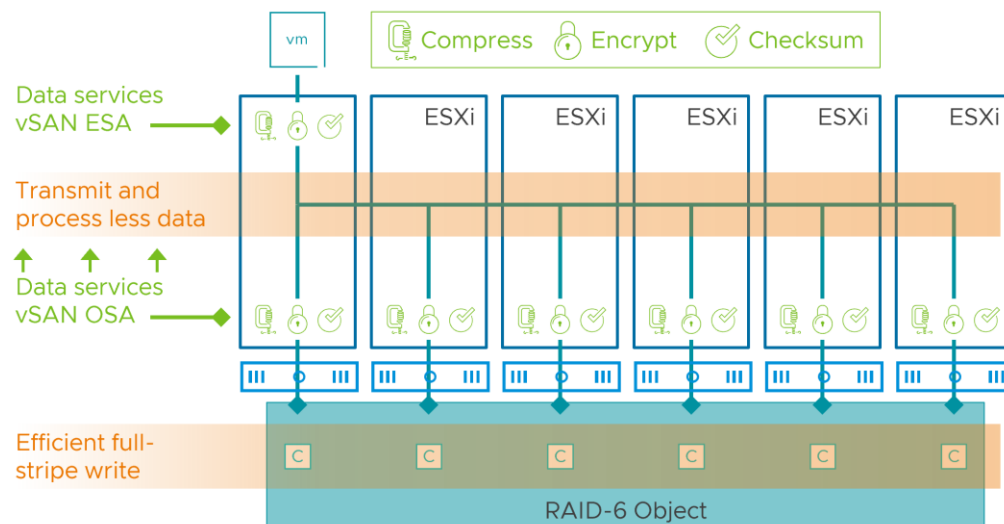 vm
Compress Encrypt Checksum
Data services
vSAN ESA
ESXi ESXi ESXi ESXi ESXi
Transmit and
process less data
Data services
vSAN OSA
Efficient full-
stripe write
C C C C C C
RAID-6 Object